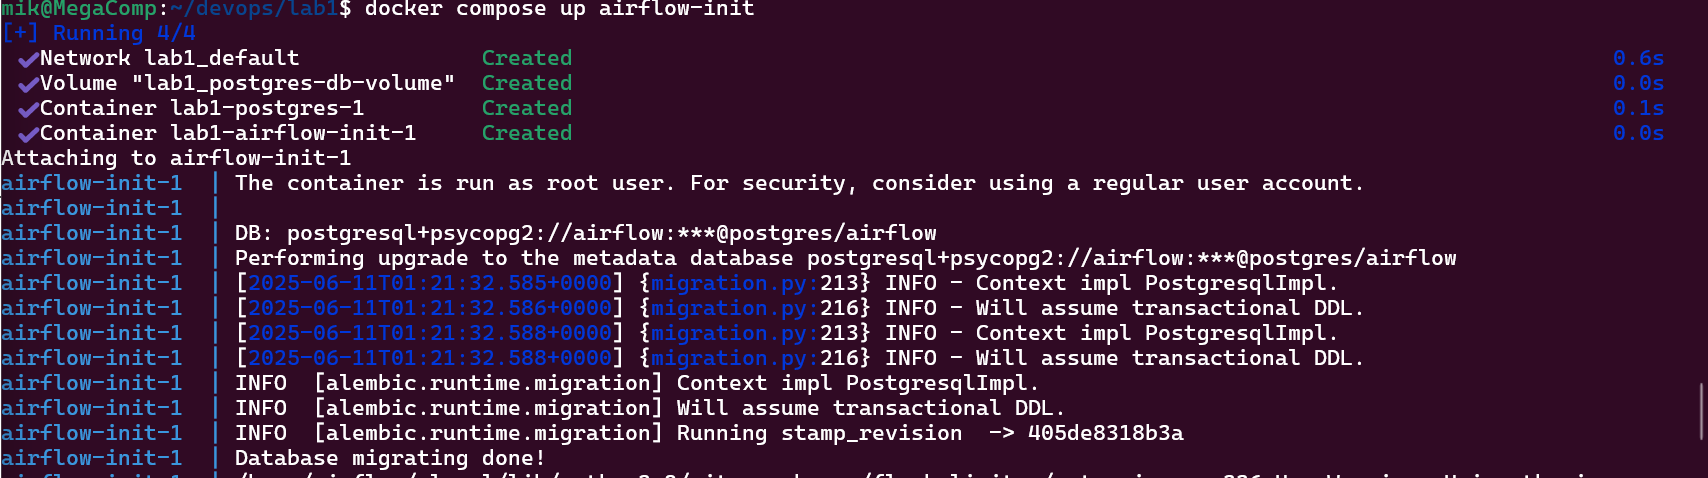 mik@MegaComp:~/devops/lab1$ docker compose up airflow-init
[+] Running 4/4
✔Network lab1_default Created 0.6s
✔Volume "lab1_postgres-db-volume" Created 0.0s
✔Container lab1-postgres-1 Created 0.1s
✔Container lab1-airflow-init-1 Created 0.0s
Attaching to airflow-init-1
airflow-init-1 | The container is run as root user. For security, consider using a regular user account.
airflow-init-1 |
airflow-init-1 | DB: postgresql+psycopg2://airflow:***@postgres/airflow
airflow-init-1 | Performing upgrade to the metadata database postgresql+psycopg2://airflow:***@postgres/airflow
airflow-init-1 | [2025-06-11T01:21:32.585+0000] {migration.py:213} INFO - Context impl PostgresqlImpl.
airflow-init-1 | [2025-06-11T01:21:32.586+0000] {migration.py:216} INFO - Will assume transactional DDL.
airflow-init-1 | [2025-06-11T01:21:32.588+0000] {migration.py:213} INFO - Context impl PostgresqlImpl.
airflow-init-1 | [2025-06-11T01:21:32.588+0000] {migration.py:216} INFO - Will assume transactional DDL.
airflow-init-1 | INFO [alembic.runtime.migration] Context impl PostgresqlImpl.
airflow-init-1 | INFO [alembic.runtime.migration] Will assume transactional DDL.
airflow-init-1 | INFO [alembic.runtime.migration] Running stamp_revision -> 405de8318b3a
airflow-init-1 | Database migrating done!
airflow-init-1 |